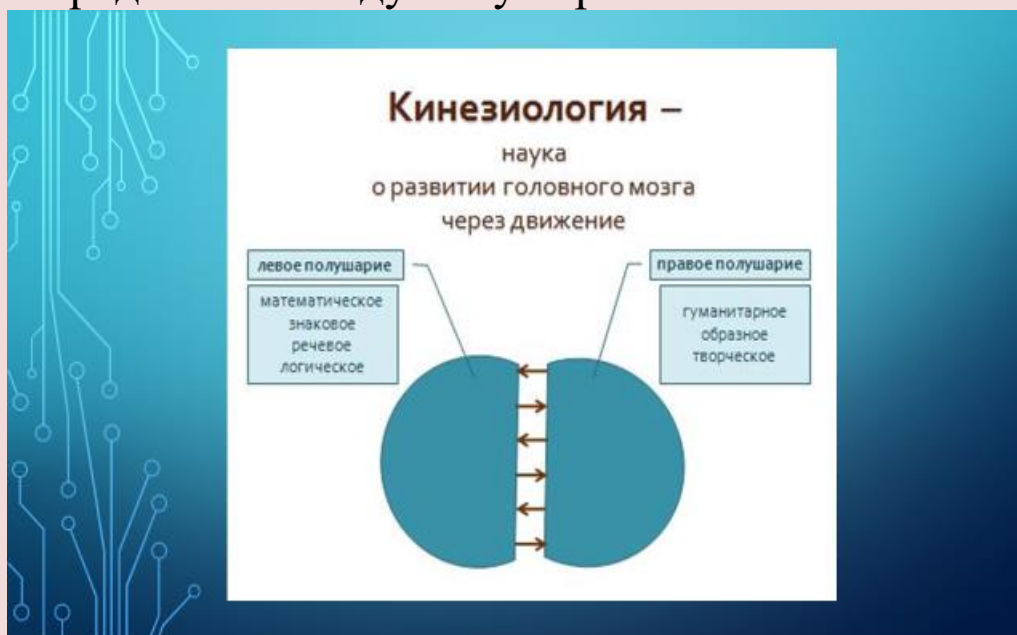 Кинезиология –
наука
о развитии головного мозга
через движение
левое полушарие
математическое
знаковое
речевое
логическое
правое полушарие
гуманитарное
образное
творческое